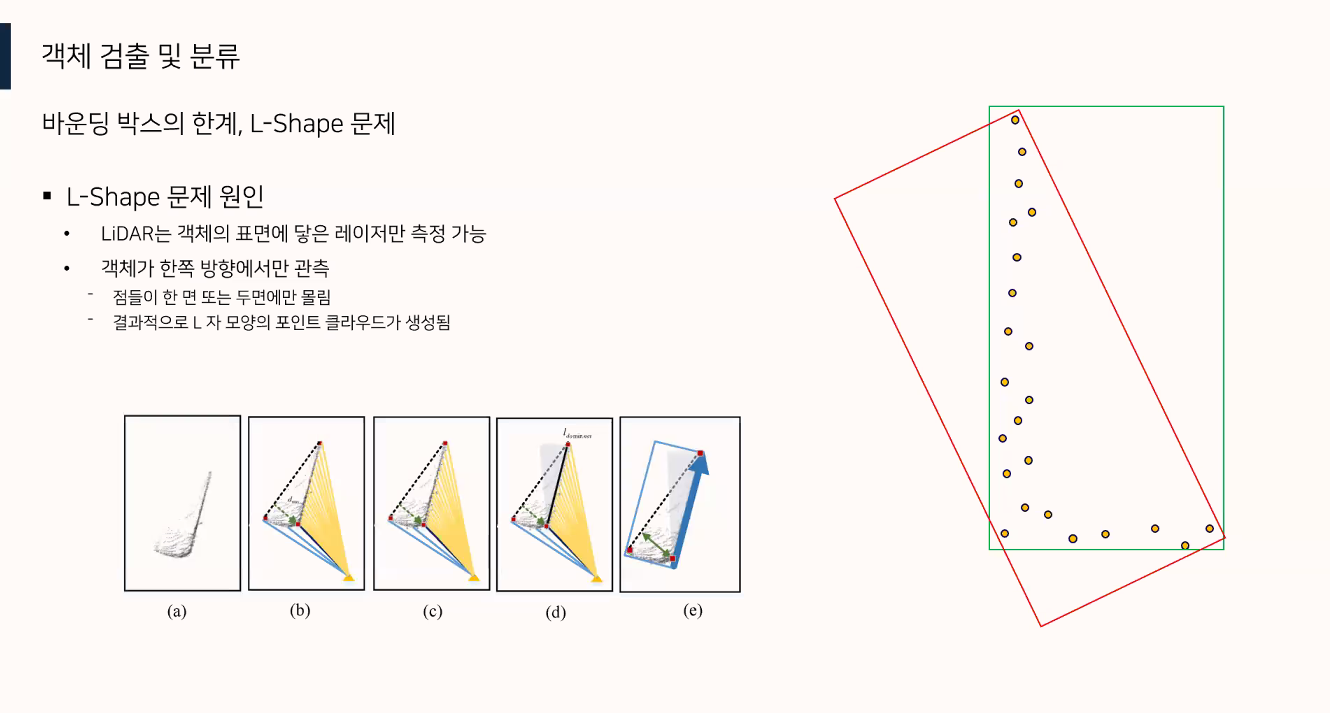 객체 검출 및 분류
바운딩 박스의 한계, L-Shape 문제
▪ L-Shape 문제 원인
• LiDAR는 객체의 표면에 닿은 레이저만 측정 가능
• 객체가 한쪽 방향에서만 관측
- 점들이 한 면 또는 두면에만 몰림
- 결과적으로 L 자 모양의 포인트 클라우드가 생성됨
(a)
(b)
(c)
(d)
(e)